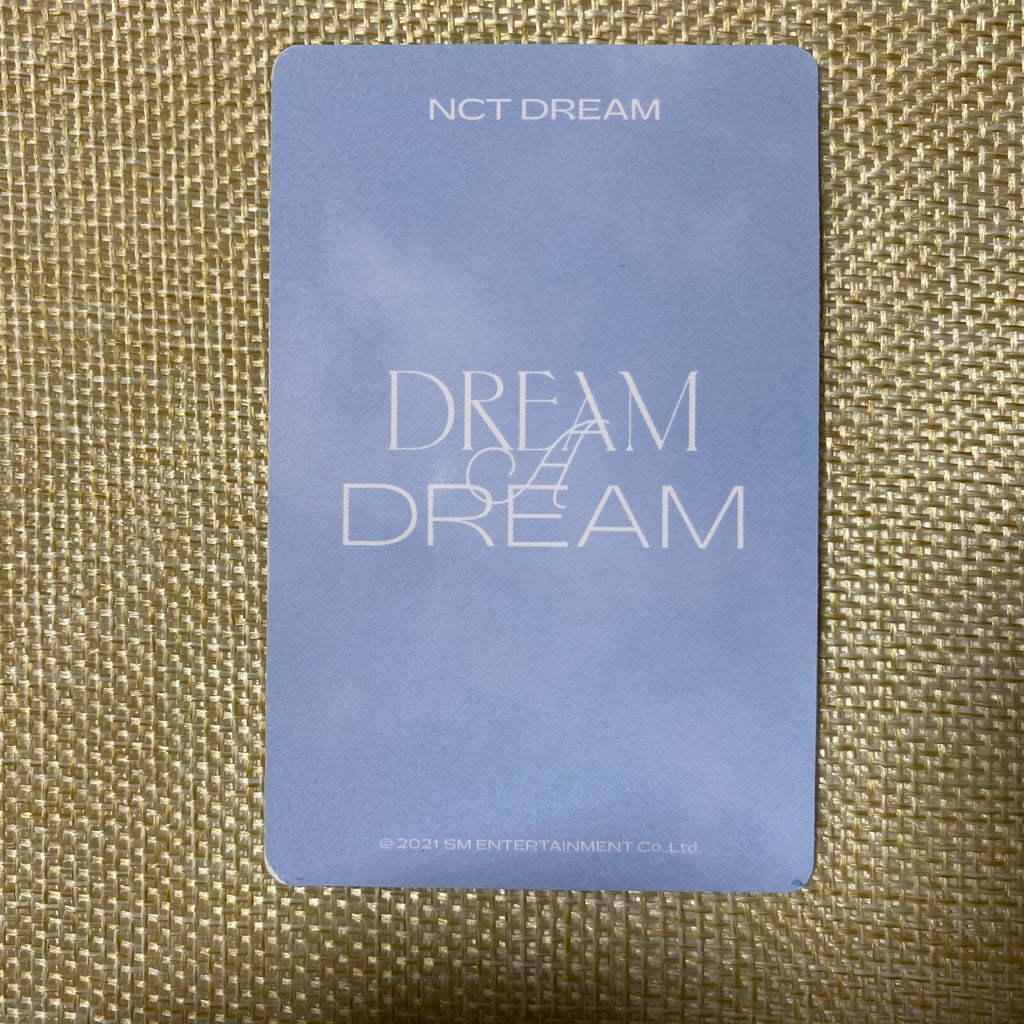 NCT DREAM
DREAM
A
DREAM
© 2021 SM ENTERTAINMENT Co.,Ltd.